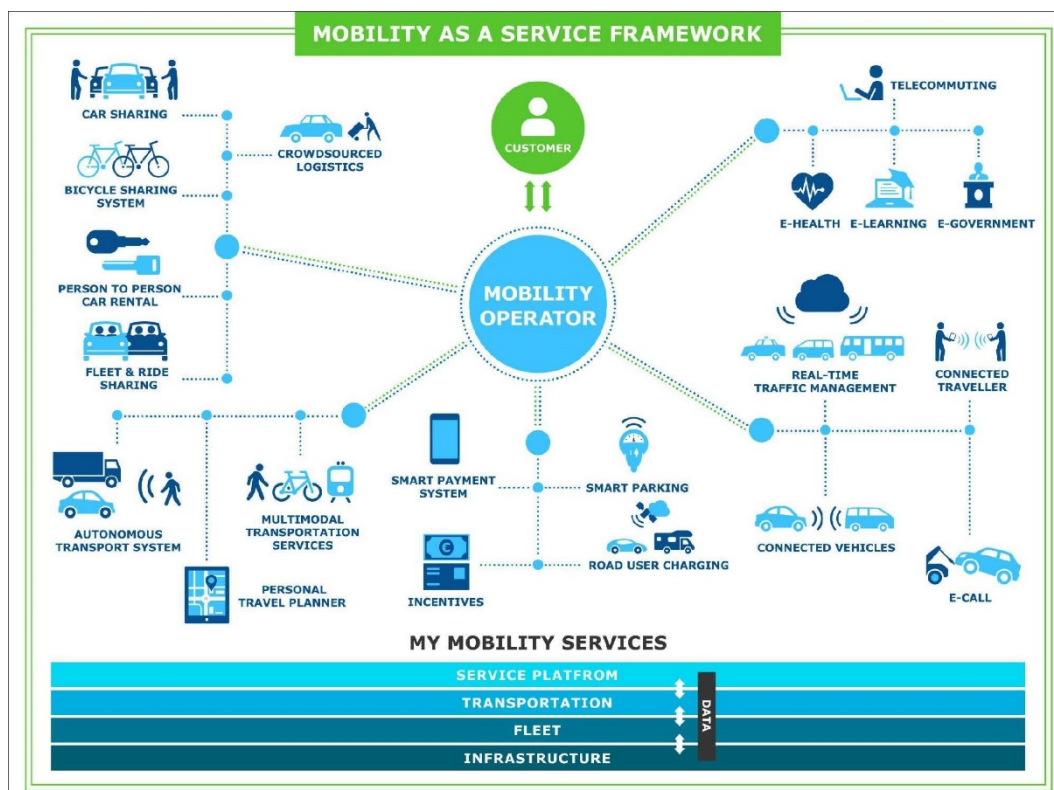 MOBILITY AS A SERVICE FRAMEWORK
CUSTOMER
MOBILITY
OPERATOR
CAR SHARING
CROWDSOURCED
LOGISTICS
BICYCLE SHARING
SYSTEM
PERSON TO PERSON
CAR RENTAL
FLEET & RIDE
SHARING
TELECOMMUTING
E-HEALTH
E-LEARNING
E-GOVERNMENT
REAL-TIME
TRAFFIC MANAGEMENT
CONNECTED
TRAVELLER
CONNECTED VEHICLES
E-CALL
AUTONOMOUS
TRANSPORT SYSTEM
PERSONAL
TRAVEL PLANNER
MULTIMODAL
TRANSPORTATION
SERVICES
SMART PAYMENT
SYSTEM
SMART PARKING
INCENTIVES
ROAD USER CHARGING
MY MOBILITY SERVICES
SERVICE PLATFROM
TRANSPORTATION
FLEET
INFRASTRUCTURE
DATA